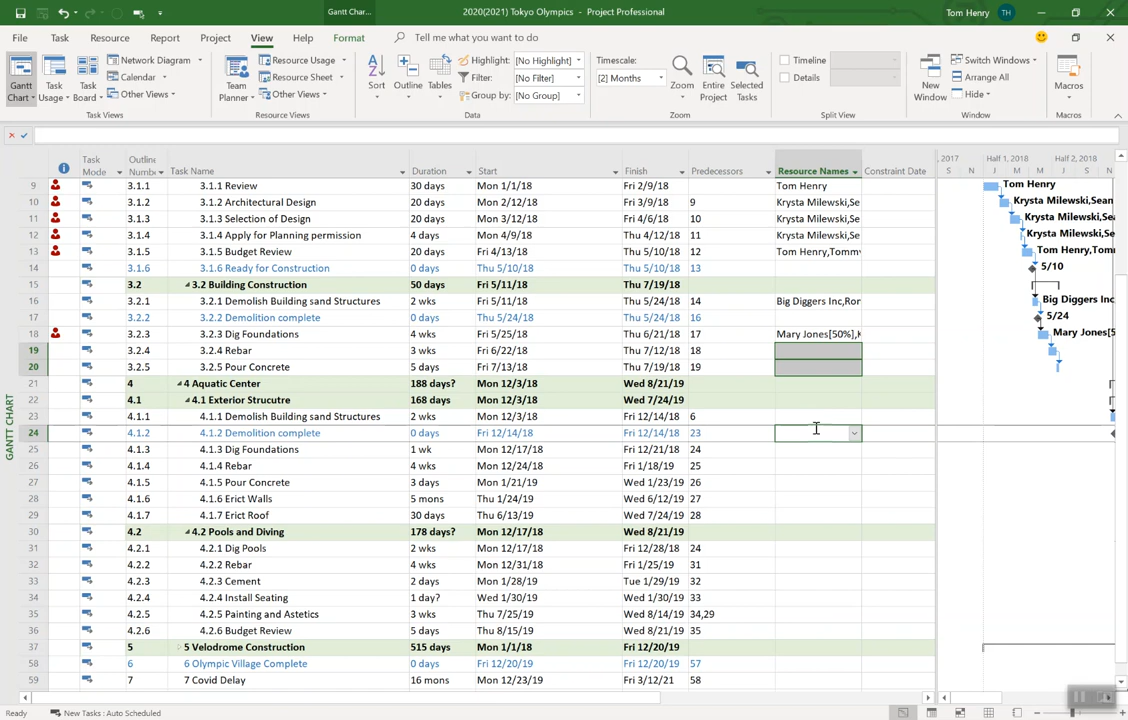 Gantt Char...
2020(2021) Tokyo Olympics - Project Professional
Tom Henry TH
File Task Resource Report Project View Help Format Tell me what you want to do
Gantt Chart
Task Usage
Task Board
Network Diagram
Calendar
Other Views
Task Views
Team Planner
Resource Usage
Resource Sheet
Other Views
Resource Views
Sort
Outline
Tables
Highlight: [No Highlight]
Filter: [No Filter]
Group by: [No Group]
Data
Timescale:
[2] Months
Zoom
Entire Project
Selected Tasks
Zoom
Timeline
Details
Split View
New Window
Switch Windows
Arrange All
Hide
Window
Macros
Macros
Task Mode Outline Numbe Task Name Duration Start Finish Predecessors Resource Names Constraint Date
, 2017 Half 1, 2018 Half 2, 2018
S N J M M J S N
9 3.1.1 3.1.1 Review 30 days Mon 1/1/18 Fri 2/9/18 Tom Henry Tom Henry
10 3.1.2 3.1.2 Architectural Design 20 days Mon 2/12/18 Fri 3/9/18 9 Krysta Milewski,Se Krysta Milewski,Sean
11 3.1.3 3.1.3 Selection of Design 20 days Mon 3/12/18 Fri 4/6/18 10 Krysta Milewski,Se Krysta Milewski,Sea
12 3.1.4 3.1.4 Apply for Planning permission 4 days Mon 4/9/18 Thu 4/12/18 11 Krysta Milewski,Se Krysta Milewski,Sea
13 3.1.5 3.1.5 Budget Review 20 days Fri 4/13/18 Thu 5/10/18 12 Tom Henry,Tommy Tom Henry,Tomm
14 3.1.6 3.1.6 Ready for Construction 0 days Thu 5/10/18 Thu 5/10/18 13 5/10
15 3.2 3.2 Building Construction 50 days Fri 5/11/18 Thu 7/19/18
16 3.2.1 3.2.1 Demolish Building sand Structures 2 wks Fri 5/11/18 Thu 5/24/18 14 Big Diggers Inc,Ror Big Diggers Inc
17 3.2.2 3.2.2 Demolition complete 0 days Thu 5/24/18 Thu 5/24/18 16 5/24
18 3.2.3 3.2.3 Dig Foundations 4 wks Fri 5/25/18 Thu 6/21/18 17 Mary Jones[50%],K Mary Jones[5
19 3.2.4 3.2.4 Rebar 3 wks Fri 6/22/18 Thu 7/12/18 18
20 3.2.5 3.2.5 Pour Concrete 5 days Fri 7/13/18 Thu 7/19/18 19
21 4 4 Aquatic Center 188 days? Mon 12/3/18 Wed 8/21/19
22 4.1 4.1 Exterior Strucutre 168 days Mon 12/3/18 Wed 7/24/19
23 4.1.1 4.1.1 Demolish Building sand Structures 2 wks Mon 12/3/18 Fri 12/14/18 6
24 4.1.2 4.1.2 Demolition complete 0 days Fri 12/14/18 Fri 12/14/18 23
25 4.1.3 4.1.3 Dig Foundations 1 wk Mon 12/17/18 Fri 12/21/18 24
26 4.1.4 4.1.4 Rebar 4 wks Mon 12/24/18 Fri 1/18/19 25
27 4.1.5 4.1.5 Pour Concrete 3 days Mon 1/21/19 Wed 1/23/19 26
28 4.1.6 4.1.6 Erict Walls 5 mons Thu 1/24/19 Wed 6/12/19 27
29 4.1.7 4.1.7 Erict Roof 30 days Thu 6/13/19 Wed 7/24/19 28
30 4.2 4.2 Pools and Diving 178 days? Mon 12/17/18 Wed 8/21/19
31 4.2.1 4.2.1 Dig Pools 2 wks Mon 12/17/18 Fri 12/28/18 24
32 4.2.2 4.2.2 Rebar 4 wks Mon 12/31/18 Fri 1/25/19 31
33 4.2.3 4.2.3 Cement 2 days Mon 1/28/19 Tue 1/29/19 32
34 4.2.4 4.2.4 Install Seating 1 day? Wed 1/30/19 Wed 1/30/19 33
35 4.2.5 4.2.5 Painting and Astetics 3 wks Thu 7/25/19 Wed 8/14/19 34,29
36 4.2.6 4.2.6 Budget Review 5 days Thu 8/15/19 Wed 8/21/19 35
37 5 5 Velodrome Construction 515 days Mon 1/1/18 Fri 12/20/19
58 6 6 Olympic Village Complete 0 days Fri 12/20/19 Fri 12/20/19 57
59 7 7 Covid Delay 16 mons Mon 12/23/19 Fri 3/12/21 58
GANTT CHART
Ready New Tasks : Auto Scheduled